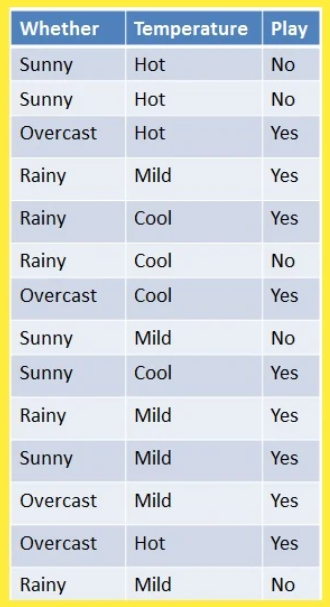 Whether Temperature Play
Sunny Hot No
Sunny Hot No
Overcast Hot Yes
Rainy Mild Yes
Rainy Cool Yes
Rainy Cool No
Overcast Cool Yes
Sunny Mild No
Sunny Cool Yes
Rainy Mild Yes
Sunny Mild Yes
Overcast Mild Yes
Overcast Hot Yes
Rainy Mild No